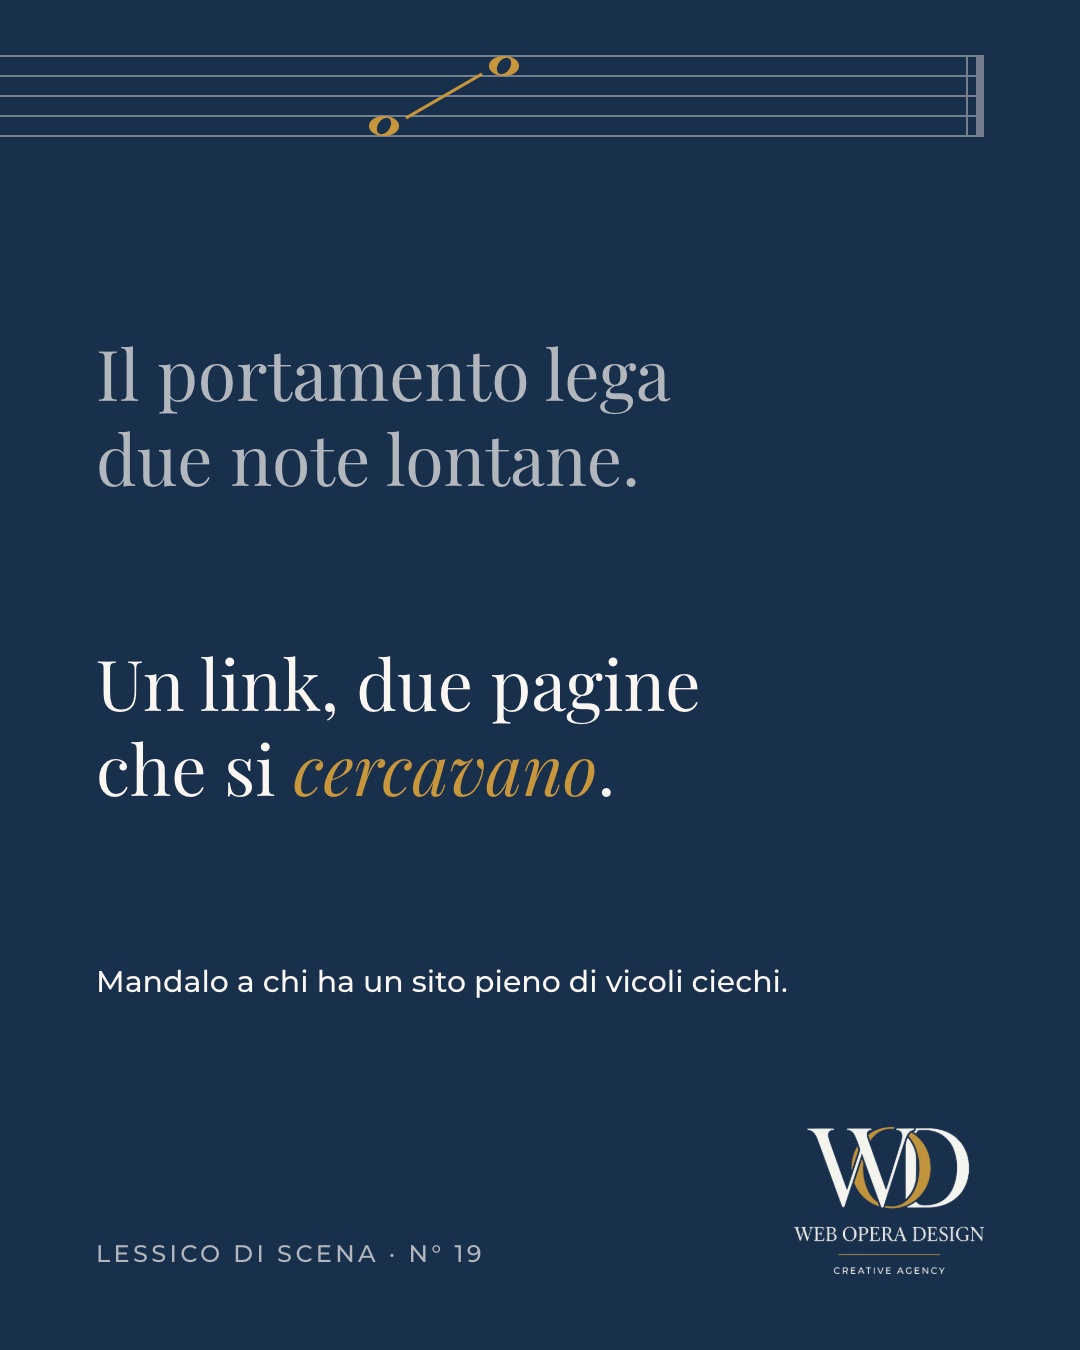 Il portamento lega
due note lontane.
Un link, due pagine
che si cercavano.
Mandalo a chi ha un sito pieno di vicoli ciechi.
LESSICO DI SCENA · N° 19
WOD
WEB OPERA DESIGN
CREATIVE AGENCY